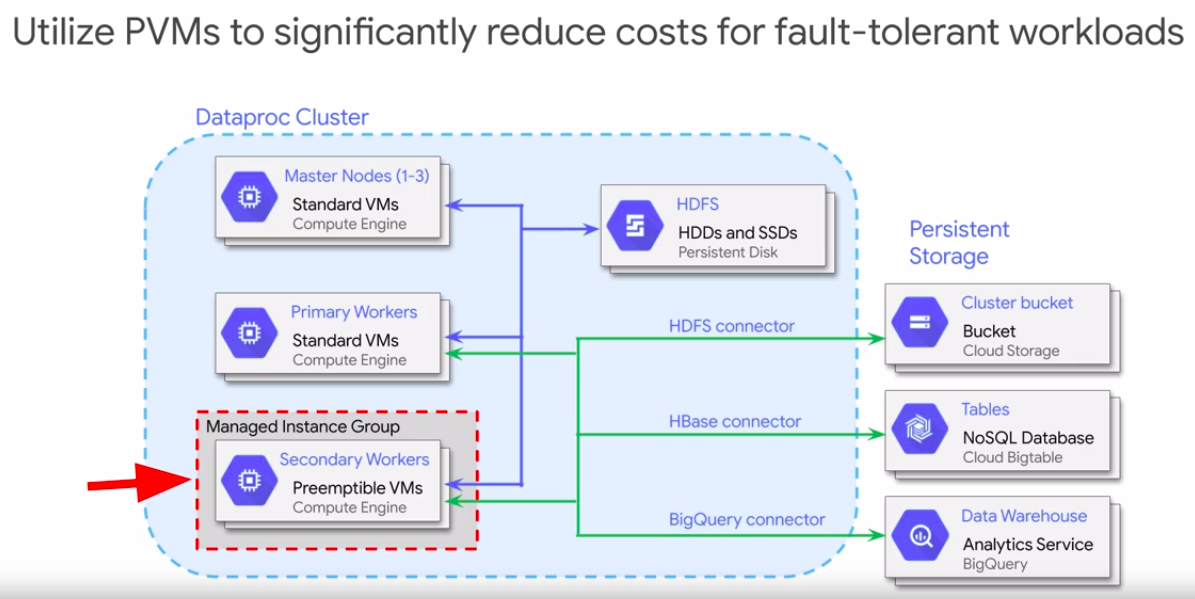 Utilize PVMs to significantly reduce costs for fault-tolerant workloads
Dataproc Cluster
Master Nodes (1-3)
Standard VMs
Compute Engine
HDFS
HDDs and SSDs
Persistent Disk
Persistent
Storage
Primary Workers
Standard VMs
Compute Engine
HDFS connector
Cluster bucket
Bucket
Cloud Storage
Managed Instance Group
Secondary Workers
Preemptible VMs
Compute Engine
HBase connector
Tables
NoSQL Database
Cloud Bigtable
BigQuery connector
Data Warehouse
Analytics Service
BigQuery